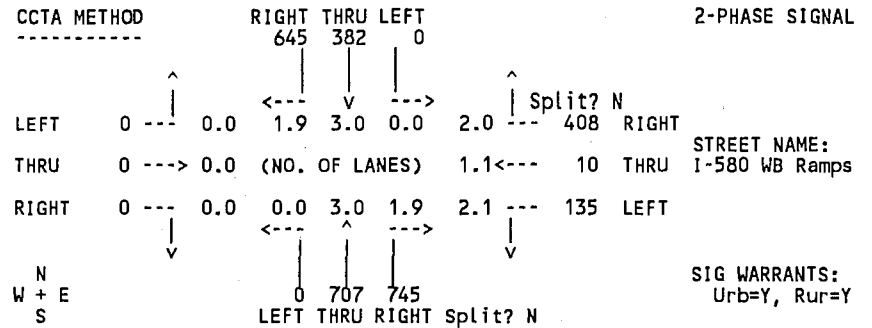 CCTA METHOD RIGHT THRU LEFT 2-PHASE SIGNAL
----------- 645 382 0
^ | | | ^
| <--- v ---> | Split? N
LEFT 0 --- 0.0 1.9 3.0 0.0 2.0 --- 408 RIGHT
STREET NAME:
THRU 0 ---> 0.0 (NO. OF LANES) 1.1<--- 10 THRU I-580 WB Ramps
RIGHT 0 --- 0.0 0.0 3.0 1.9 2.1 --- 135 LEFT
| <--- ^ ---> |
v | | | v
N SIG WARRANTS:
W + E 0 707 745 Urb=Y, Rur=Y
S LEFT THRU RIGHT Split? N